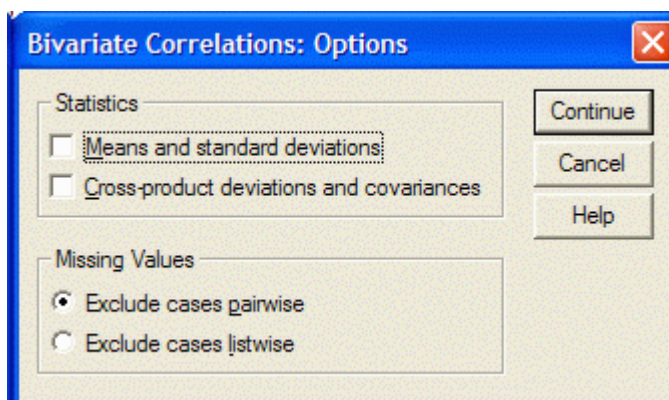 Bivariate Correlations: Options
Statistics
Means and standard deviations
Cross-product deviations and covariances
Continue
Cancel
Help
Missing Values
Exclude cases pairwise
Exclude cases listwise